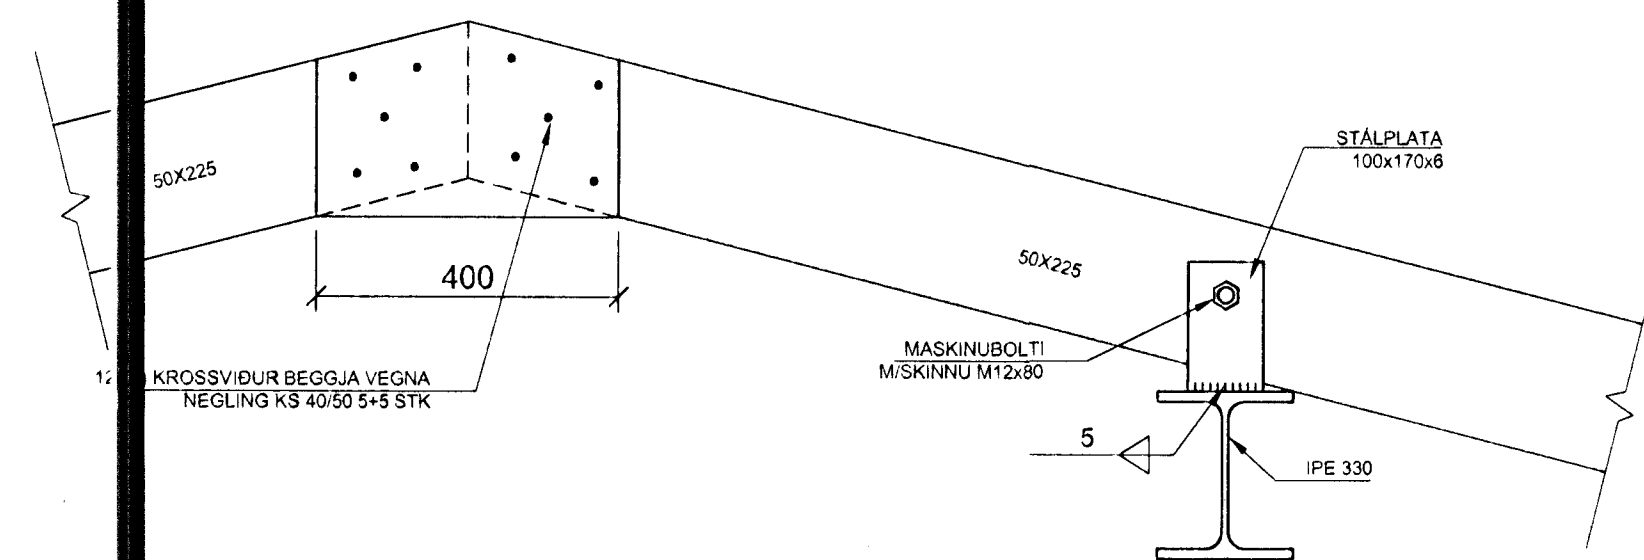 50X225
400
12 KROSSVIÐUR BEGGJA VEGNA
NEGLING KS 40/50 5+5 STK
50X225
STÁLPLATA
100x170x6
MASKINUBOLTI
M/SKINNU M12x80
5
IPE 330